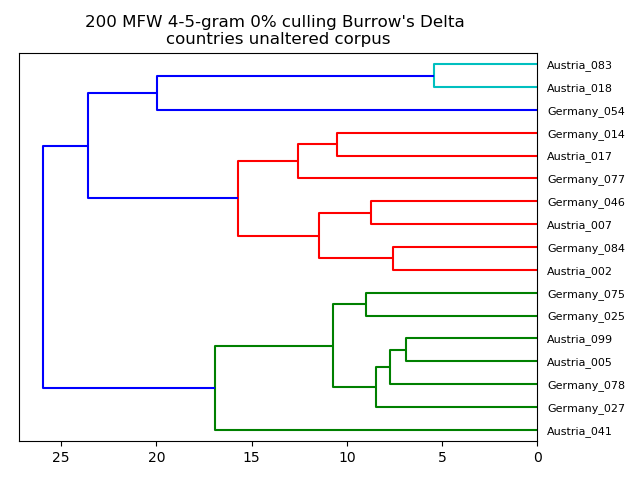 200 MFW 4-5-gram 0% culling Burrow's Delta
countries unaltered corpus
Austria_083
Austria_018
Germany_054
Germany_014
Austria_017
Germany_077
Germany_046
Austria_007
Germany_084
Austria_002
Germany_075
Germany_025
Austria_099
Austria_005
Germany_078
Germany_027
Austria_041
25 20 15 10 5 0